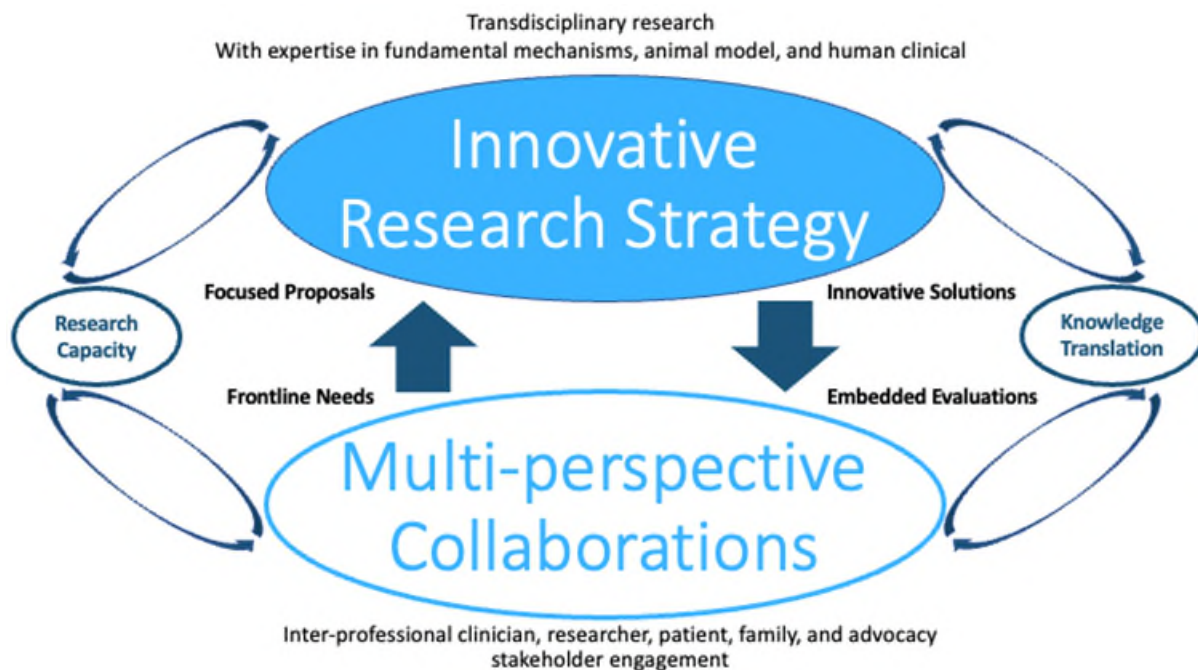 Transdisciplinary research
With expertise in fundamental mechanisms, animal model, and human clinical
Innovative
Research Strategy
Focused Proposals
Innovative Solutions
Research
Capacity
Knowledge
Translation
Frontline Needs
Embedded Evaluations
Multi-perspective
Collaborations
Inter-professional clinician, researcher, patient, family, and advocacy
stakeholder engagement